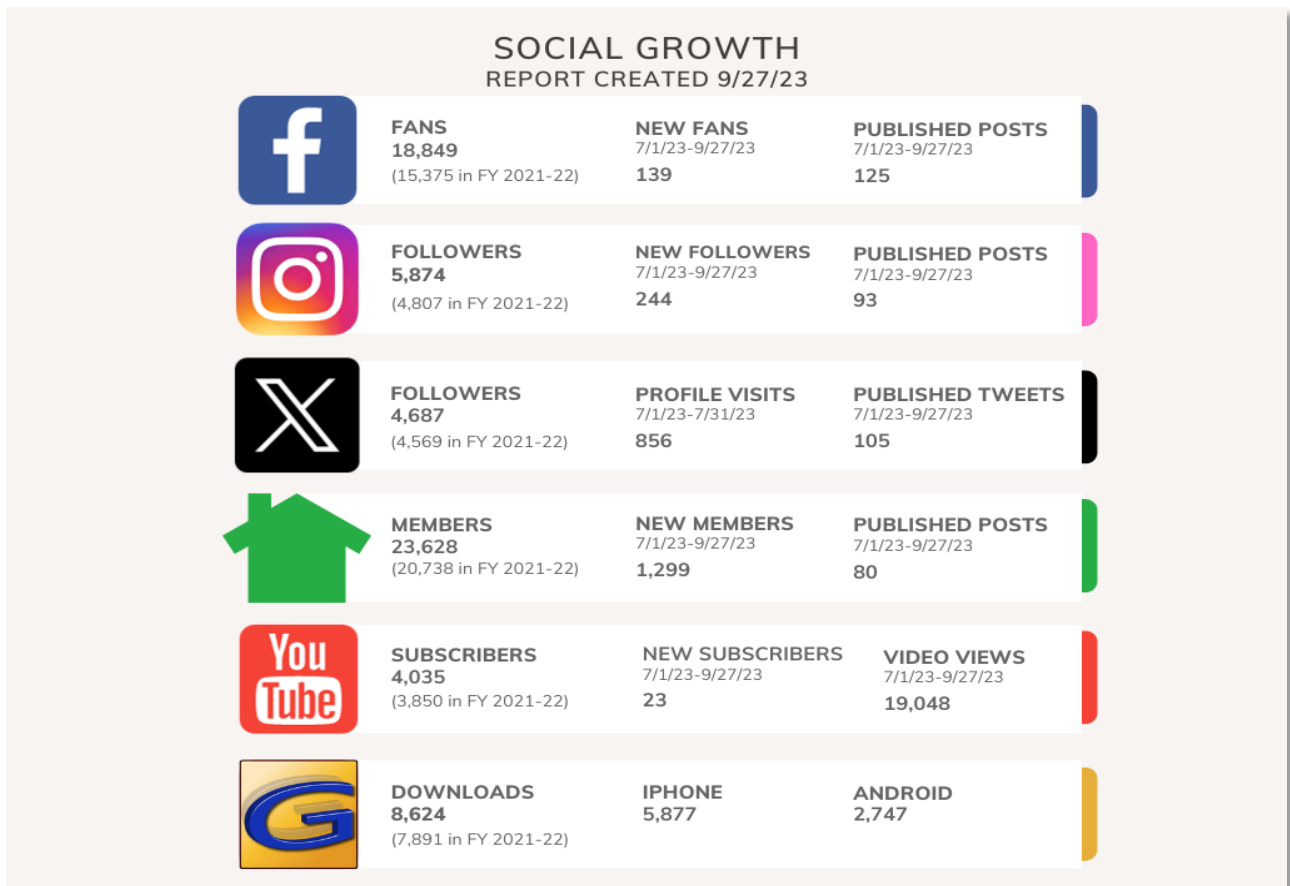 SOCIAL GROWTH
REPORT CREATED 9/27/23
FANS
18,849
(15,375 in FY 2021-22)
NEW FANS
7/1/23-9/27/23
139
PUBLISHED POSTS
7/1/23-9/27/23
125
FOLLOWERS
5,874
(4,807 in FY 2021-22)
NEW FOLLOWERS
7/1/23-9/27/23
244
PUBLISHED POSTS
7/1/23-9/27/23
93
FOLLOWERS
4,687
(4,569 in FY 2021-22)
PROFILE VISITS
7/1/23-7/31/23
856
PUBLISHED TWEETS
7/1/23-9/27/23
105
MEMBERS
23,628
(20,738 in FY 2021-22)
NEW MEMBERS
7/1/23-9/27/23
1,299
PUBLISHED POSTS
7/1/23-9/27/23
80
You
Tube
SUBSCRIBERS
4,035
(3,850 in FY 2021-22)
NEW SUBSCRIBERS
7/1/23-9/27/23
23
VIDEO VIEWS
7/1/23-9/27/23
19,048
G
DOWNLOADS
8,624
(7,891 in FY 2021-22)
IPHONE
5,877
ANDROID
2,747